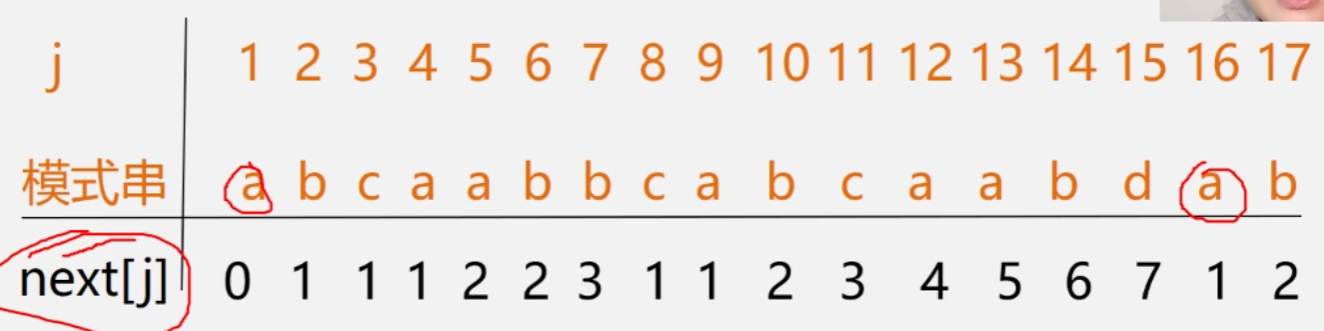 j 1 2 3 4 5 6 7 8 9 10 11 12 13 14 15 16 17
模式串 a b c a a b b c a b c a a b d a b
next[j] 0 1 1 1 2 2 3 1 1 2 3 4 5 6 7 1 2